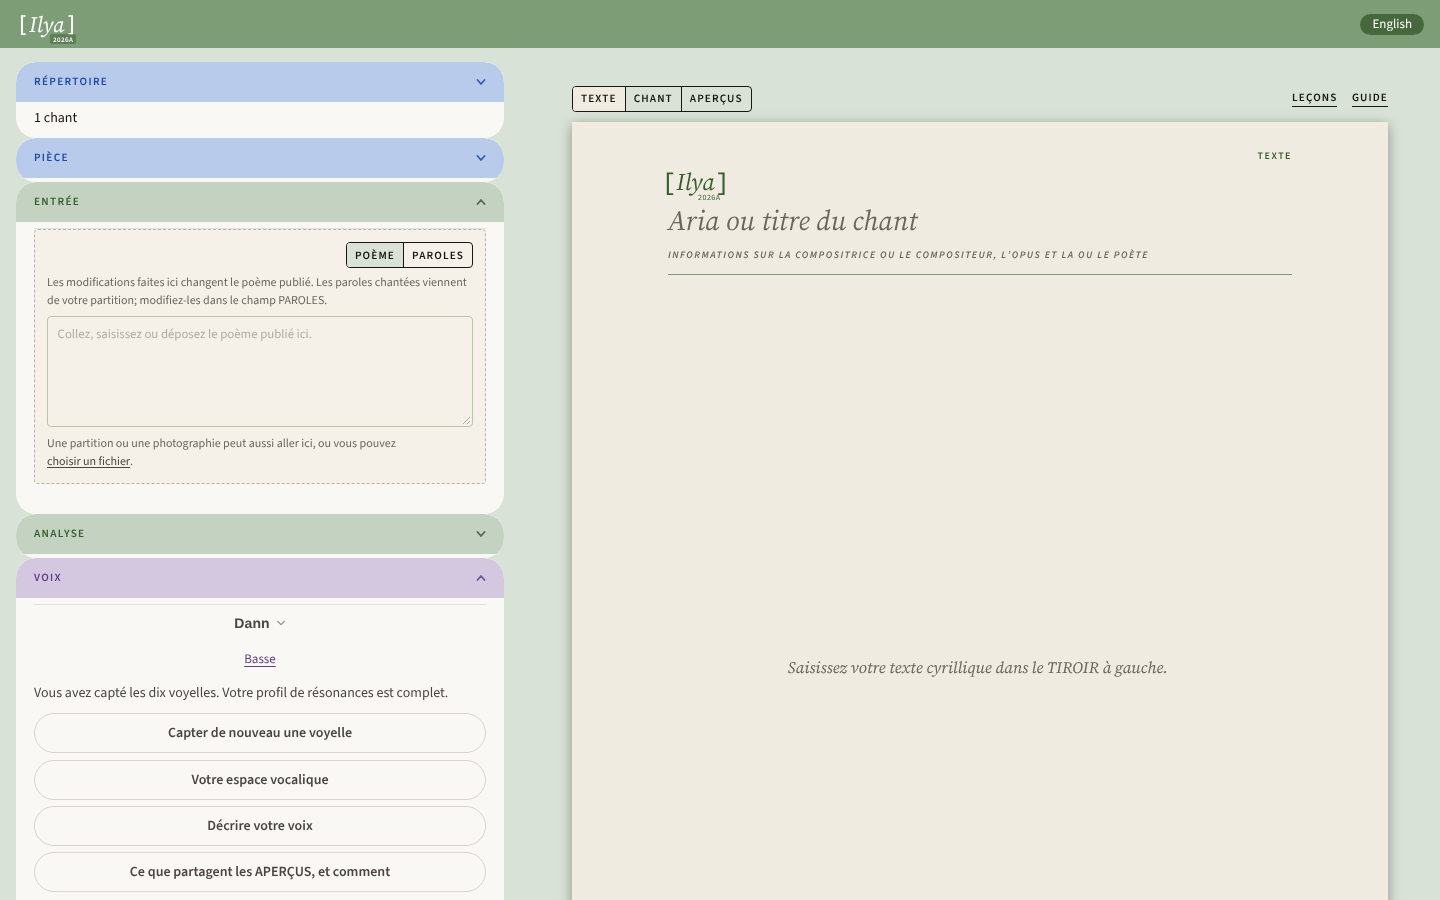 [Ilya]
2026A
English
RÉPERTOIRE
1 chant
PIÈCE
ENTRÉE
POÈME PAROLES
Les modifications faites ici changent le poème publié. Les paroles chantées viennent
de votre partition; modifiez-les dans le champ PAROLES.
Collez, saisissez ou déposez le poème publié ici.
Une partition ou une photographie peut aussi aller ici, ou vous pouvez
choisir un fichier.
ANALYSE
VOIX
Dann
Basse
Vous avez capté les dix voyelles. Votre profil de résonances est complet.
Capter de nouveau une voyelle
Votre espace vocalique
Décrire votre voix
Ce que partagent les APERÇUS, et comment
TEXTE CHANT APERÇUS
LEÇONS GUIDE
TEXTE
[Ilya]
2026A
Aria ou titre du chant
INFORMATIONS SUR LA COMPOSITRICE OU LE COMPOSITEUR, L'OPUS ET LA OU LE POÈTE
Saisissez votre texte cyrillique dans le TIROIR à gauche.